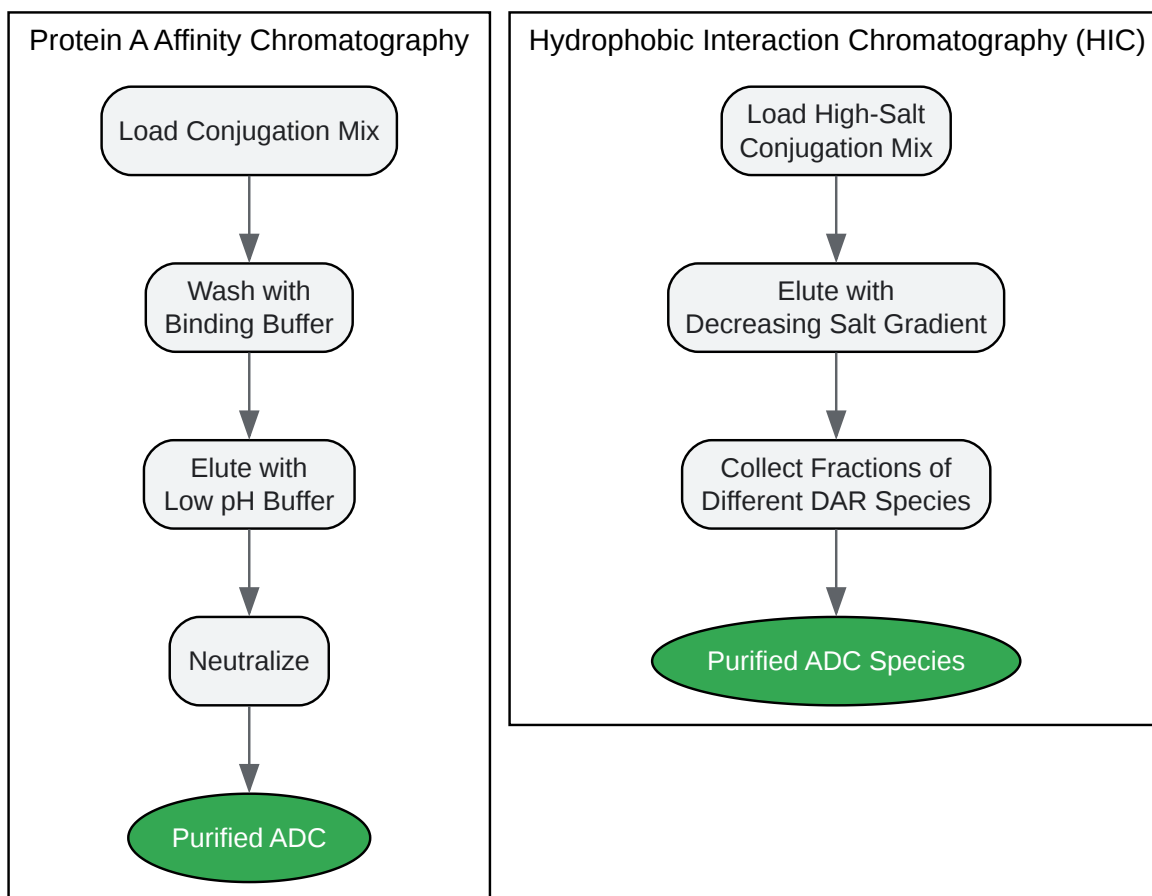 Protein A Affinity Chromatography
Load Conjugation Mix
Wash with
Binding Buffer
Elute with
Low pH Buffer
Neutralize
Purified ADC
Hydrophobic Interaction Chromatography (HIC)
Load High-Salt
Conjugation Mix
Elute with
Decreasing Salt Gradient
Collect Fractions of
Different DAR Species
Purified ADC Species